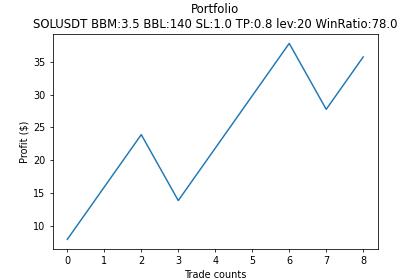 Portfolio
SOLUSDT BBM:3.5 BBL:140 SL:1.0 TP:0.8 lev:20 WinRatio:78.0
35
30
25
20
15
10
Profit ($)
0 1 2 3 4 5 6 7 8
Trade counts